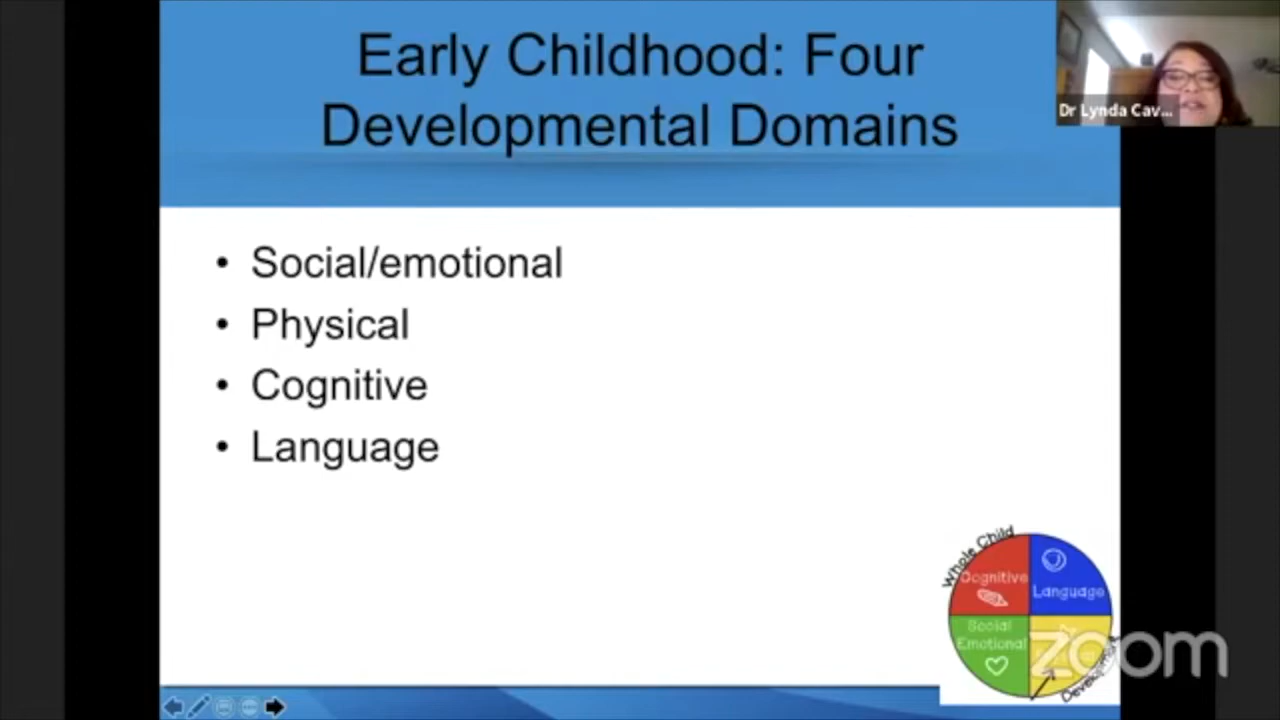 Early Childhood: Four
Developmental Domains
Dr Lynda Cav...
• Social/emotional
• Physical
• Cognitive
• Language
Whole Child
Cognitive
Language
Social
Emotional
Development
zoom